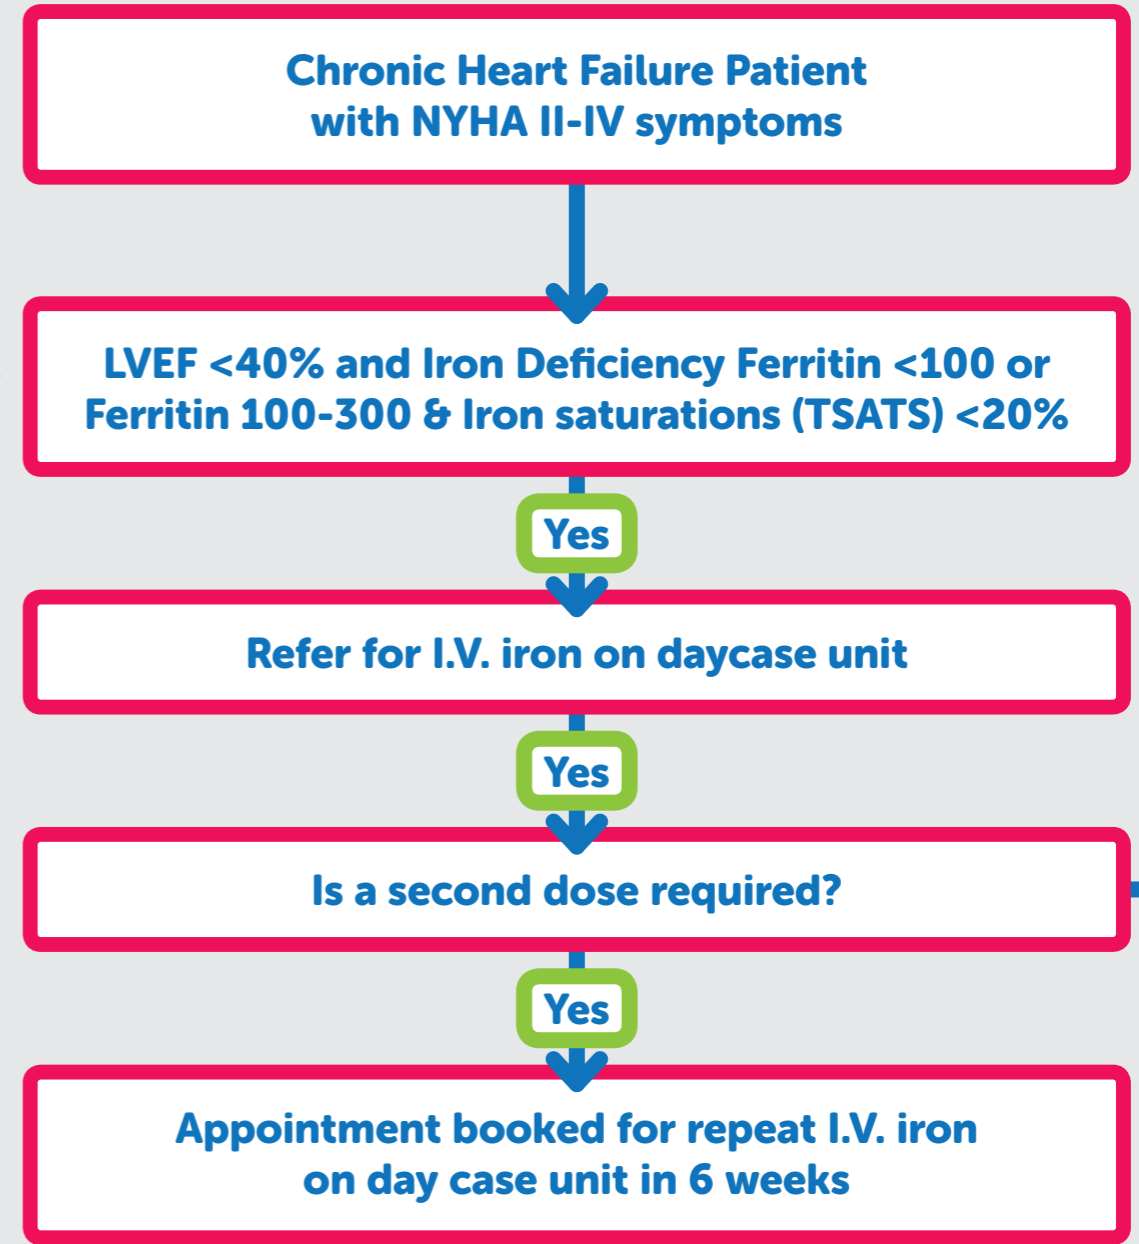 Chronic Heart Failure Patient
with NYHA II-IV symptoms
LVEF <40% and Iron Deficiency Ferritin <100 or
Ferritin 100-300 & Iron saturations (TSATS) <20%
Yes
Refer for I.V. iron on daycase unit
Yes
Is a second dose required?
Yes
Appointment booked for repeat I.V. iron
on day case unit in 6 weeks